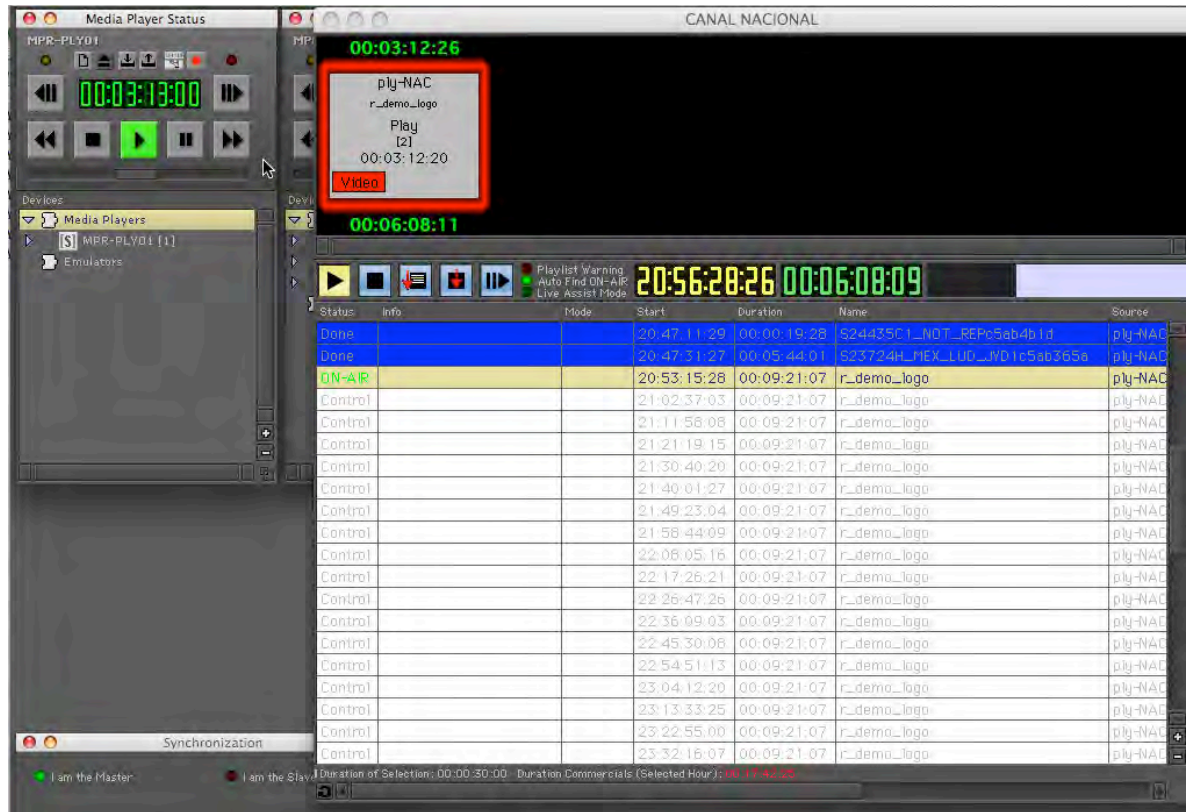 Media Player Status
MPR-PLY01
00:03:13:00
Devices
Media Players
[S] MPR-PLY01 [1]
Emulators
CANAL NACIONAL
00:03:12:26
ply-NAC
r_demo_logo
Play
[2]
00:03:12:20
Video
00:06:08:11
Playlist Warning
Auto Find ON-AIR
Live Assist Mode
20:56:28:26 00:06:08:09
Status Info Mode Start Duration Name Source
Done 20:47:11:29 00:00:19:28 S24435C1_NOT_REPc5ab4b1d ply-NAC
Done 20:47:31:27 00:05:44:01 S23724H_MEX_LUD_JYD1c5ab365a ply-NAC
ON-AIR 20:53:15:28 00:09:21:07 r_demo_logo ply-NAC
Control 21:02:37:03 00:09:21:07 r_demo_logo ply-NAC
Control 21:11:58:08 00:09:21:07 r_demo_logo ply-NAC
Control 21:21:19:15 00:09:21:07 r_demo_logo ply-NAC
Control 21:30:40:20 00:09:21:07 r_demo_logo ply-NAC
Control 21:40:01:27 00:09:21:07 r_demo_logo ply-NAC
Control 21:49:23:04 00:09:21:07 r_demo_logo ply-NAC
Control 21:58:44:09 00:09:21:07 r_demo_logo ply-NAC
Control 22:08:05:16 00:09:21:07 r_demo_logo ply-NAC
Control 22:17:26:21 00:09:21:07 r_demo_logo ply-NAC
Control 22:26:47:26 00:09:21:07 r_demo_logo ply-NAC
Control 22:36:09:03 00:09:21:07 r_demo_logo ply-NAC
Control 22:45:30:08 00:09:21:07 r_demo_logo ply-NAC
Control 22:54:51:13 00:09:21:07 r_demo_logo ply-NAC
Control 23:04:12:20 00:09:21:07 r_demo_logo ply-NAC
Control 23:13:33:25 00:09:21:07 r_demo_logo ply-NAC
Control 23:22:55:00 00:09:21:07 r_demo_logo ply-NAC
Control 23:32:16:07 00:09:21:07 r_demo_logo ply-NAC
Duration of Selection: 00:00:30:00 Duration Commercials (Selected Hour):
Synchronization
I am the Master I am the Slav